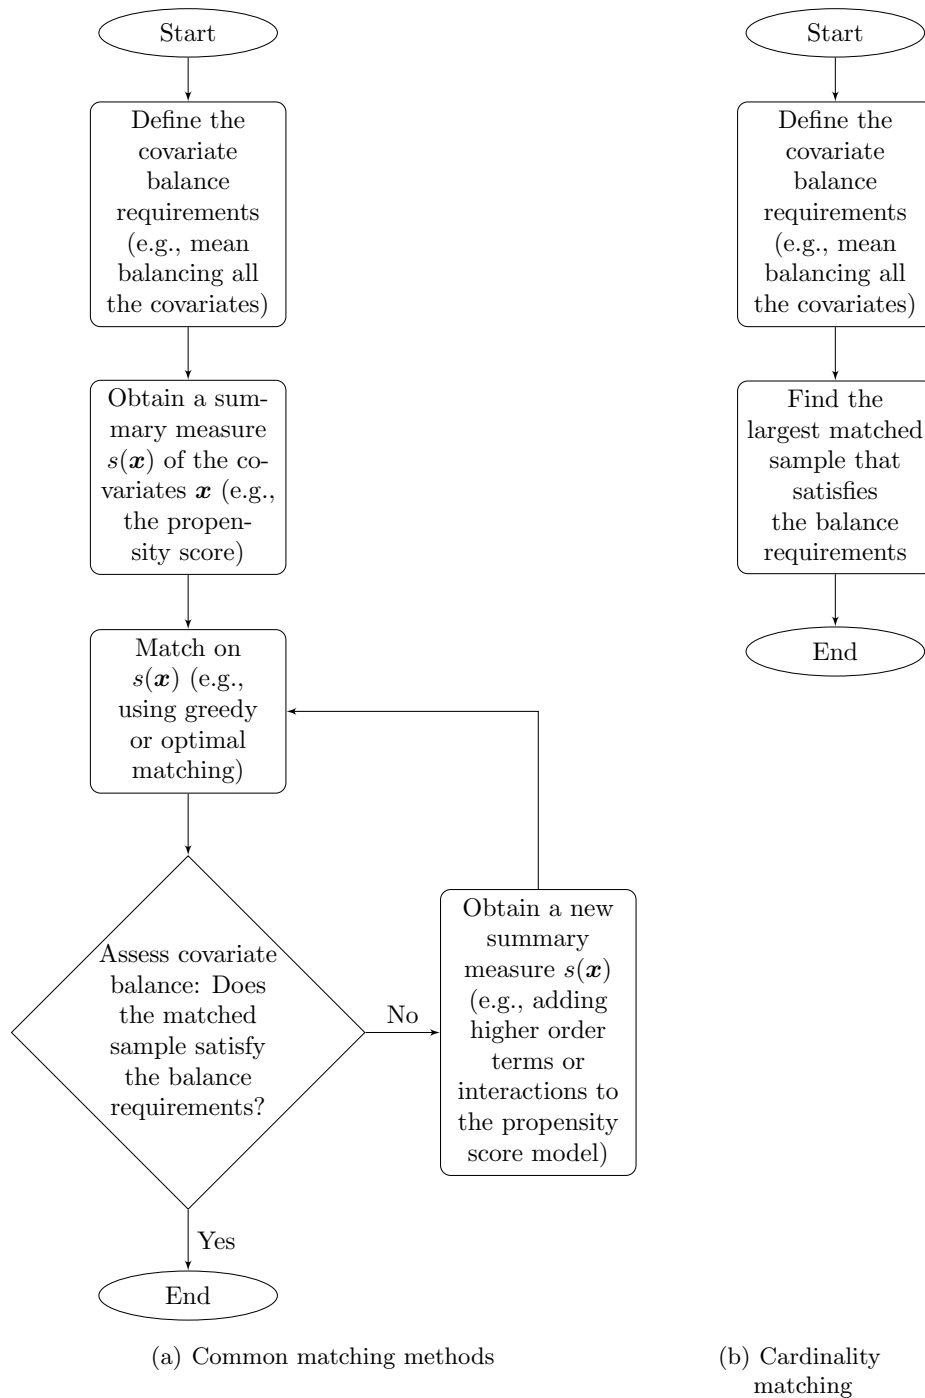 Start
Define the
covariate
balance
requirements
(e.g., mean
balancing all
the covariates)
Obtain a sum-
mary measure
s(x) of the co-
variates x (e.g.,
the propen-
sity score)
Match on
s(x) (e.g.,
using greedy
or optimal
matching)
Assess covariate
balance: Does
the matched
sample satisfy
the balance
requirements?
No
Obtain a new
summary
measure s(x)
(e.g., adding
higher order
terms or
interactions to
the propensity
score model)
Yes
End
(a) Common matching methods
Start
Define the
covariate
balance
requirements
(e.g., mean
balancing all
the covariates)
Find the
largest matched
sample that
satisfies
the balance
requirements
End
(b) Cardinality
matching